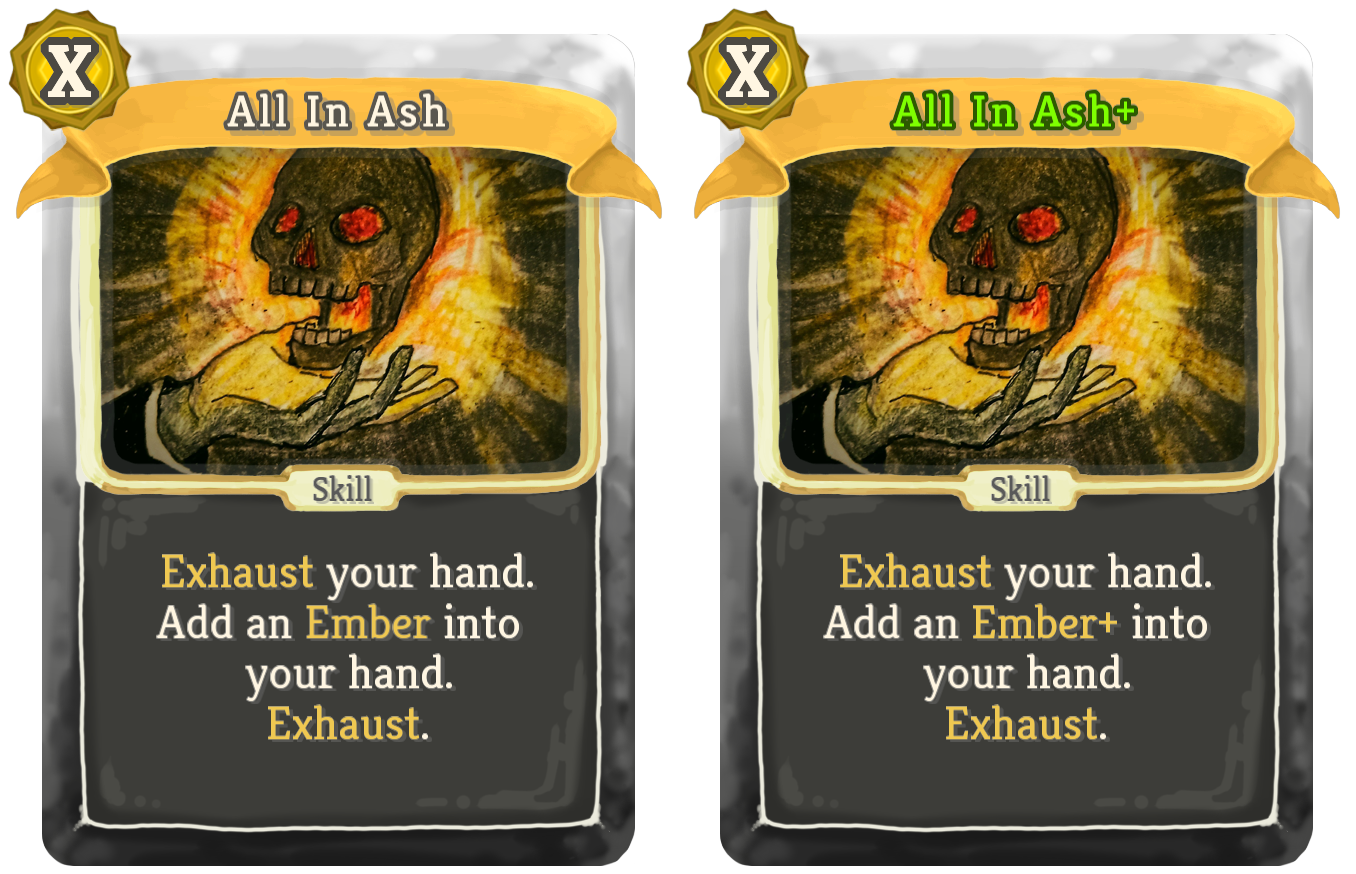 X
All In Ash
Skill
Exhaust your hand.
Add an Ember into
your hand.
Exhaust.
X
All In Ash+
Skill
Exhaust your hand.
Add an Ember+ into
your hand.
Exhaust.